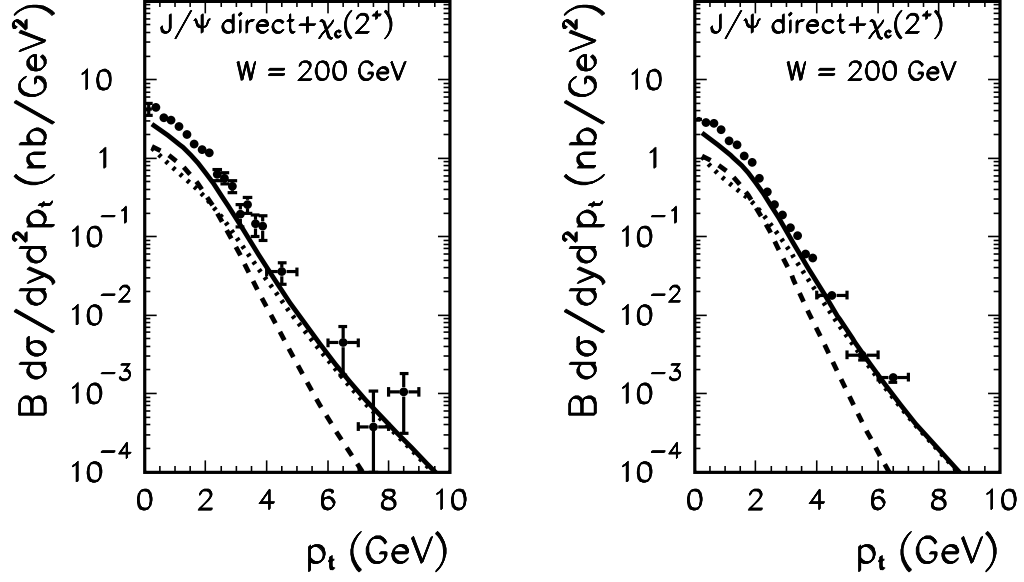 J/Ψ direct+χc(2⁺)
W = 200 GeV
B dσ/dyd²pt (nb/GeV²)
10
1
10⁻¹
10⁻²
10⁻³
10⁻⁴
0 2 4 6 8 10
pt (GeV)
J/Ψ direct+χc(2⁺)
W = 200 GeV
B dσ/dyd²pt (nb/GeV²)
10
1
10⁻¹
10⁻²
10⁻³
10⁻⁴
0 2 4 6 8 10
pt (GeV)